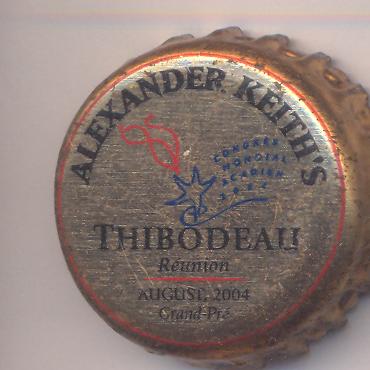 ALEXANDER KEITH'S
CONGRÈS
MONDIAL
ACADIEN
2004
THIBODEAU
Réunion
AUGUST, 2004
Grand-Pré